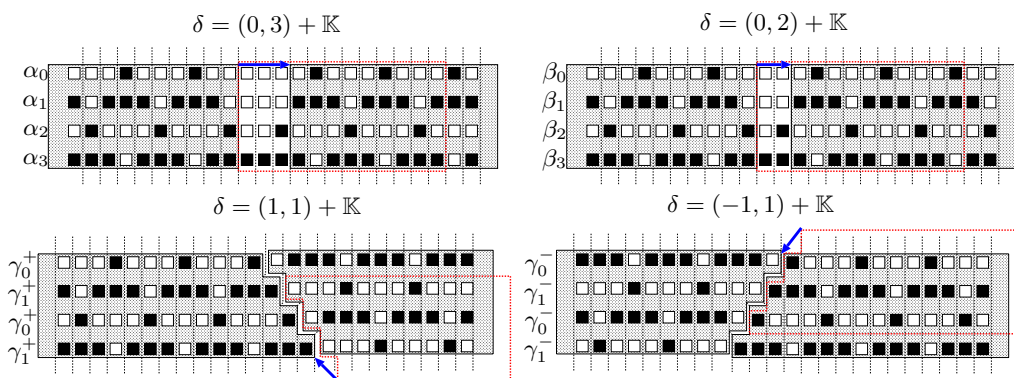 δ = (0, 3) + 𝕂
δ = (0, 2) + 𝕂
α₀
α₁
α₂
α₃
β₀
β₁
β₂
β₃
δ = (1, 1) + 𝕂
δ = (−1, 1) + 𝕂
γ₀⁺
γ₁⁺
γ₀⁺
γ₁⁺
γ₀⁻
γ₁⁻
γ₀⁻
γ₁⁻